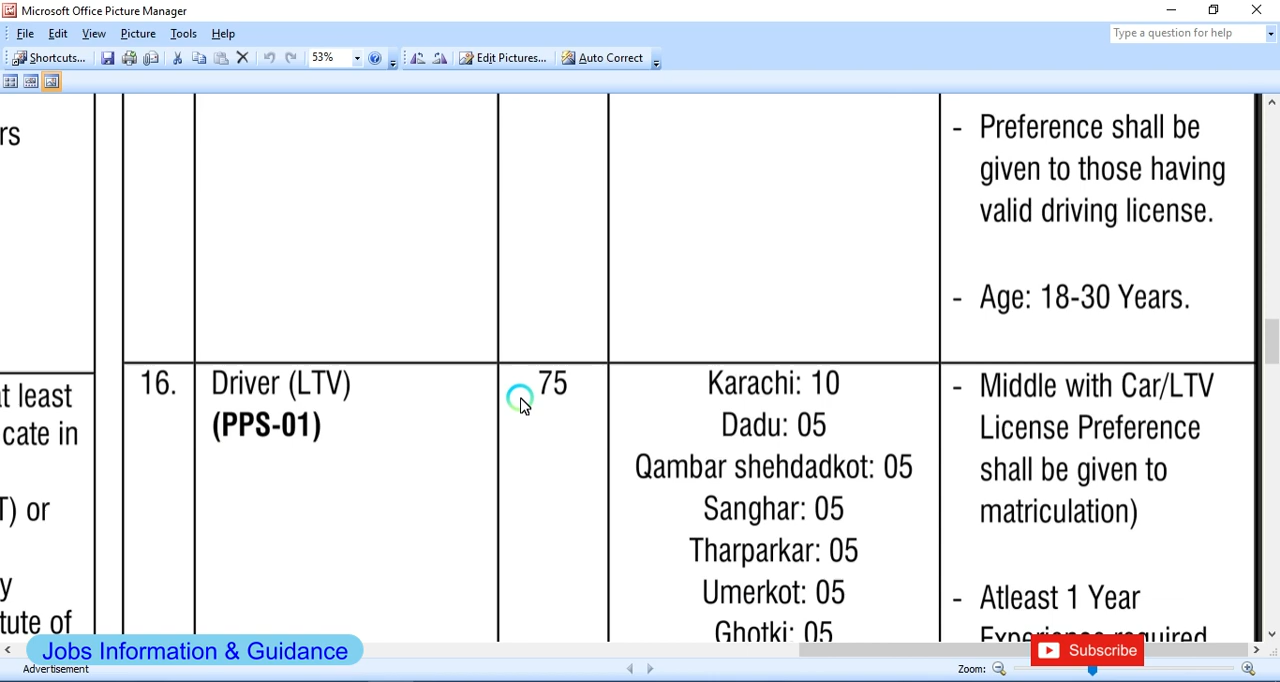 Microsoft Office Picture Manager
File Edit View Picture Tools Help
Type a question for help
Shortcuts... 53% Edit Pictures... Auto Correct
rs
- Preference shall be
given to those having
valid driving license.
- Age: 18-30 Years.
t least
cate in
T) or
y
tute of
16. Driver (LTV) 75
(PPS-01)
Karachi: 10
Dadu: 05
Qambar shehdadkot: 05
Sanghar: 05
Tharparkar: 05
Umerkot: 05
Ghotki: 05
- Middle with Car/LTV
License Preference
shall be given to
matriculation)
- Atleast 1 Year
Experience required
Jobs Information & Guidance
Subscribe
Advertisement
Zoom: